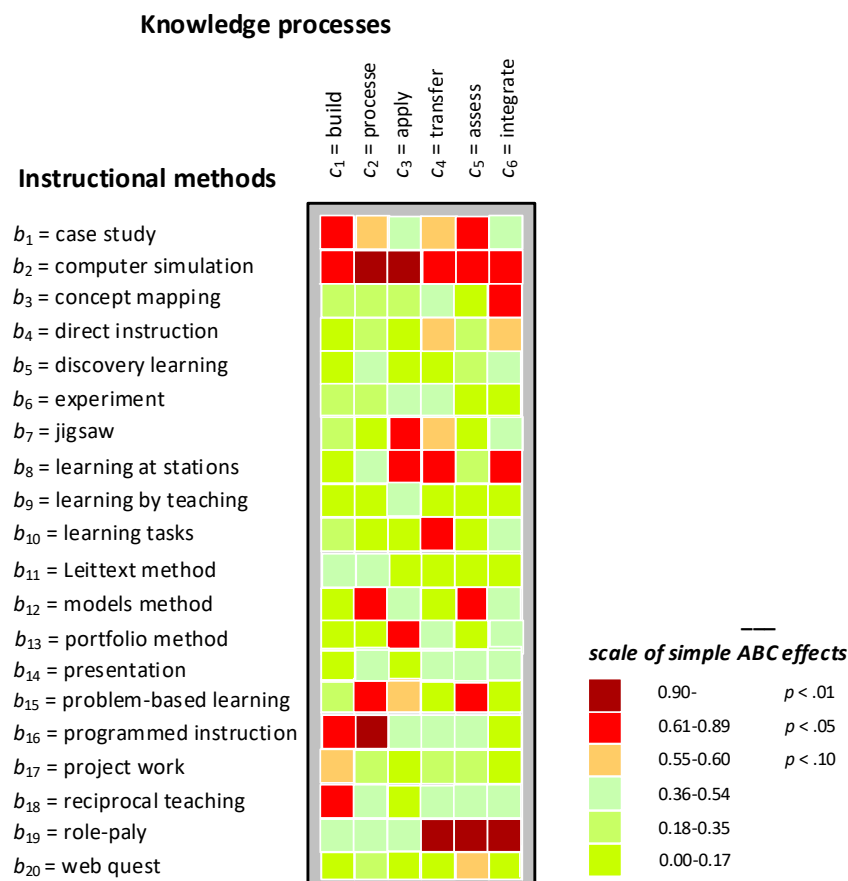 Knowledge processes
c1 = build
c2 = processe
c3 = apply
c4 = transfer
c5 = assess
c6 = integrate
Instructional methods
b1 = case study
b2 = computer simulation
b3 = concept mapping
b4 = direct instruction
b5 = discovery learning
b6 = experiment
b7 = jigsaw
b8 = learning at stations
b9 = learning by teaching
b10 = learning tasks
b11 = Leittext method
b12 = models method
b13 = portfolio method
b14 = presentation
b15 = problem-based learning
b16 = programmed instruction
b17 = project work
b18 = reciprocal teaching
b19 = role-paly
b20 = web quest
scale of simple ABC effects
0.90- p < .01
0.61-0.89 p < .05
0.55-0.60 p < .10
0.36-0.54
0.18-0.35
0.00-0.17